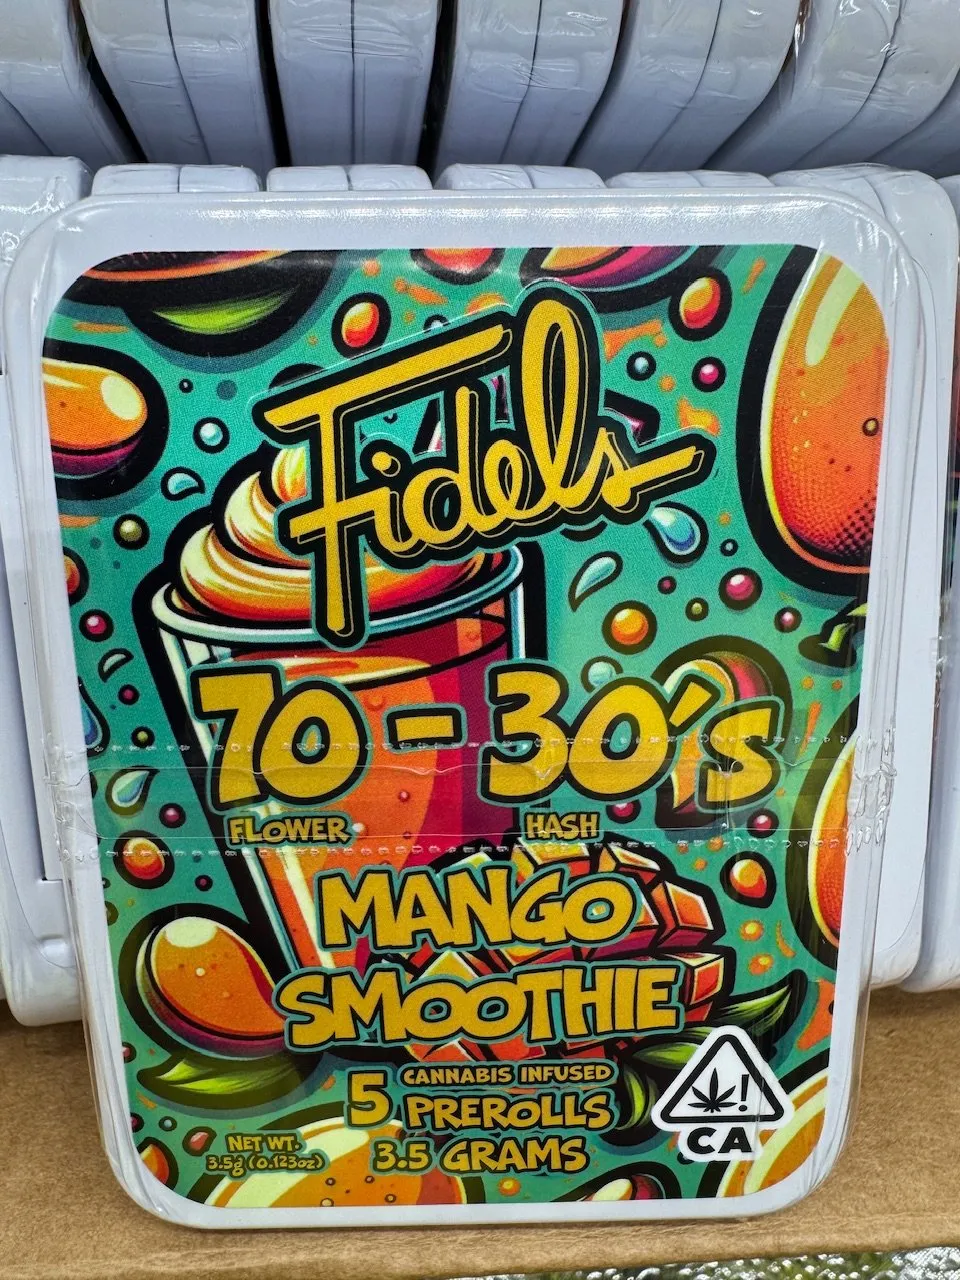 Fidels
70 - 30's
FLOWER HASH
MANGO
SMOOTHIE
5 CANNABIS INFUSED
PREROLLS
3.5 GRAMS
NET WT.
3.5g (0.123oz)
!
CA